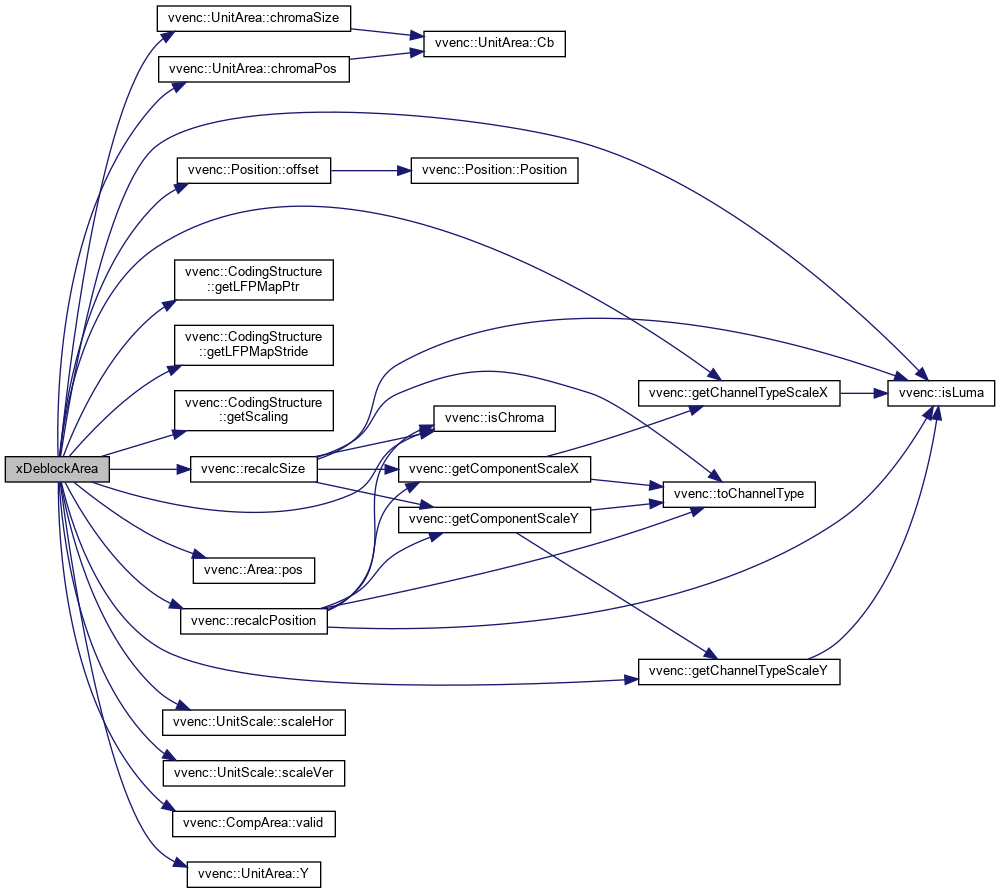 vvenc::UnitArea::chromaSize
vvenc::UnitArea::Cb
vvenc::UnitArea::chromaPos
vvenc::Position::offset
vvenc::Position::Position
vvenc::CodingStructure
::getLFPMapPtr
vvenc::CodingStructure
::getLFPMapStride
vvenc::getChannelTypeScaleX
vvenc::isLuma
vvenc::CodingStructure
::getScaling
vvenc::isChroma
xDeblockArea
vvenc::recalcSize
vvenc::getComponentScaleX
vvenc::toChannelType
vvenc::getComponentScaleY
vvenc::Area::pos
vvenc::recalcPosition
vvenc::getChannelTypeScaleY
vvenc::UnitScale::scaleHor
vvenc::UnitScale::scaleVer
vvenc::CompArea::valid
vvenc::UnitArea::Y